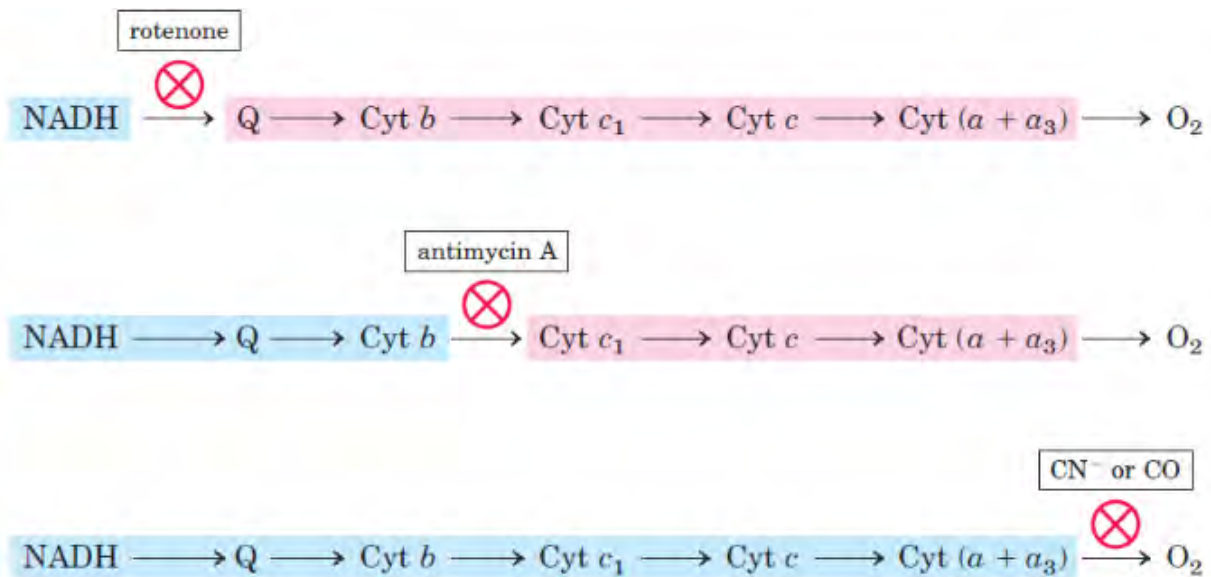 rotenone
NADH ⟶ Q ⟶ Cyt b ⟶ Cyt c₁ ⟶ Cyt c ⟶ Cyt (a + a₃) ⟶ O₂
antimycin A
NADH ⟶ Q ⟶ Cyt b ⟶ Cyt c₁ ⟶ Cyt c ⟶ Cyt (a + a₃) ⟶ O₂
CN⁻ or CO
NADH ⟶ Q ⟶ Cyt b ⟶ Cyt c₁ ⟶ Cyt c ⟶ Cyt (a + a₃) ⟶ O₂